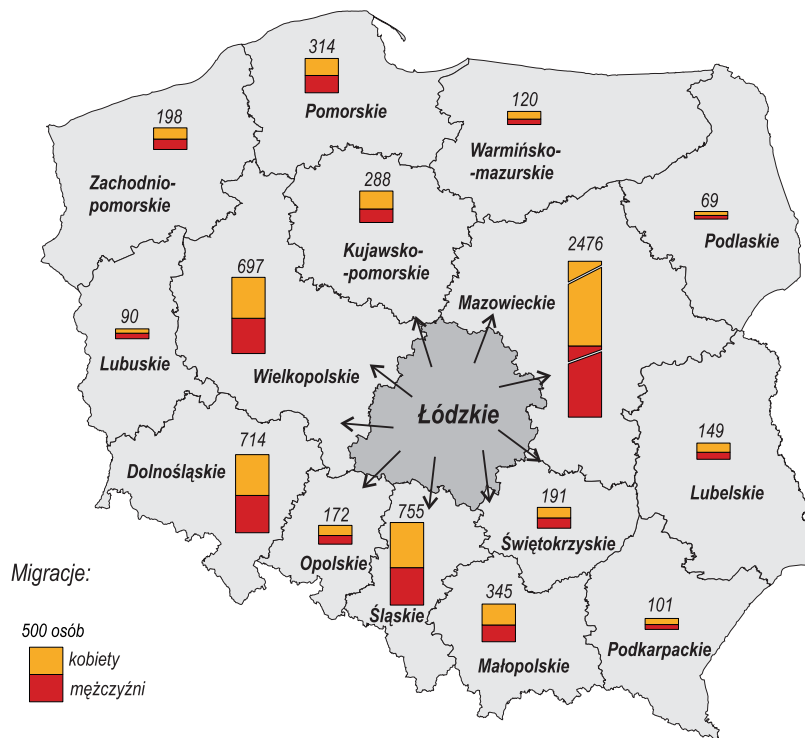 314
Pomorskie
198
Zachodnio-
pomorskie
120
Warmińsko-
-mazurskie
69
Podlaskie
288
Kujawsko-
-pomorskie
697
Wielkopolskie
2476
Mazowieckie
90
Lubuskie
Łódzkie
714
Dolnośląskie
149
Lubelskie
172
Opolskie
755
Śląskie
191
Świętokrzyskie
345
Małopolskie
101
Podkarpackie
Migracje:
500 osób
kobiety
mężczyźni